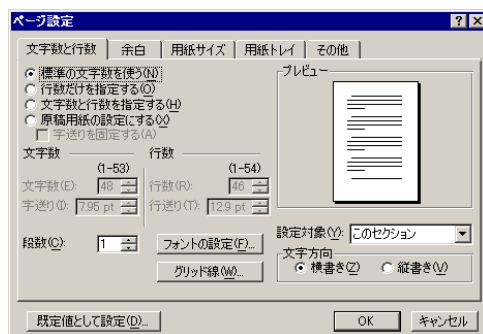 ページ設定
文字数と行数 余白 用紙サイズ 用紙トレイ その他
標準の文字数を使う(N)
行数だけを指定する(O)
文字数と行数を指定する(H)
原稿用紙の設定にする(X)
字送りを固定する(A)
プレビュー
文字数 行数
(1-53) (1-54)
文字数(E): 48 行数(R): 46
字送り(I): 7.95 pt 行送り(T): 12.9 pt
段数(C): 1 フォントの設定(F)...
グリッド線(W)...
設定対象(Y): このセクション
文字方向
横書き(Z) 縦書き(V)
既定値として設定(D)... OK キャンセル